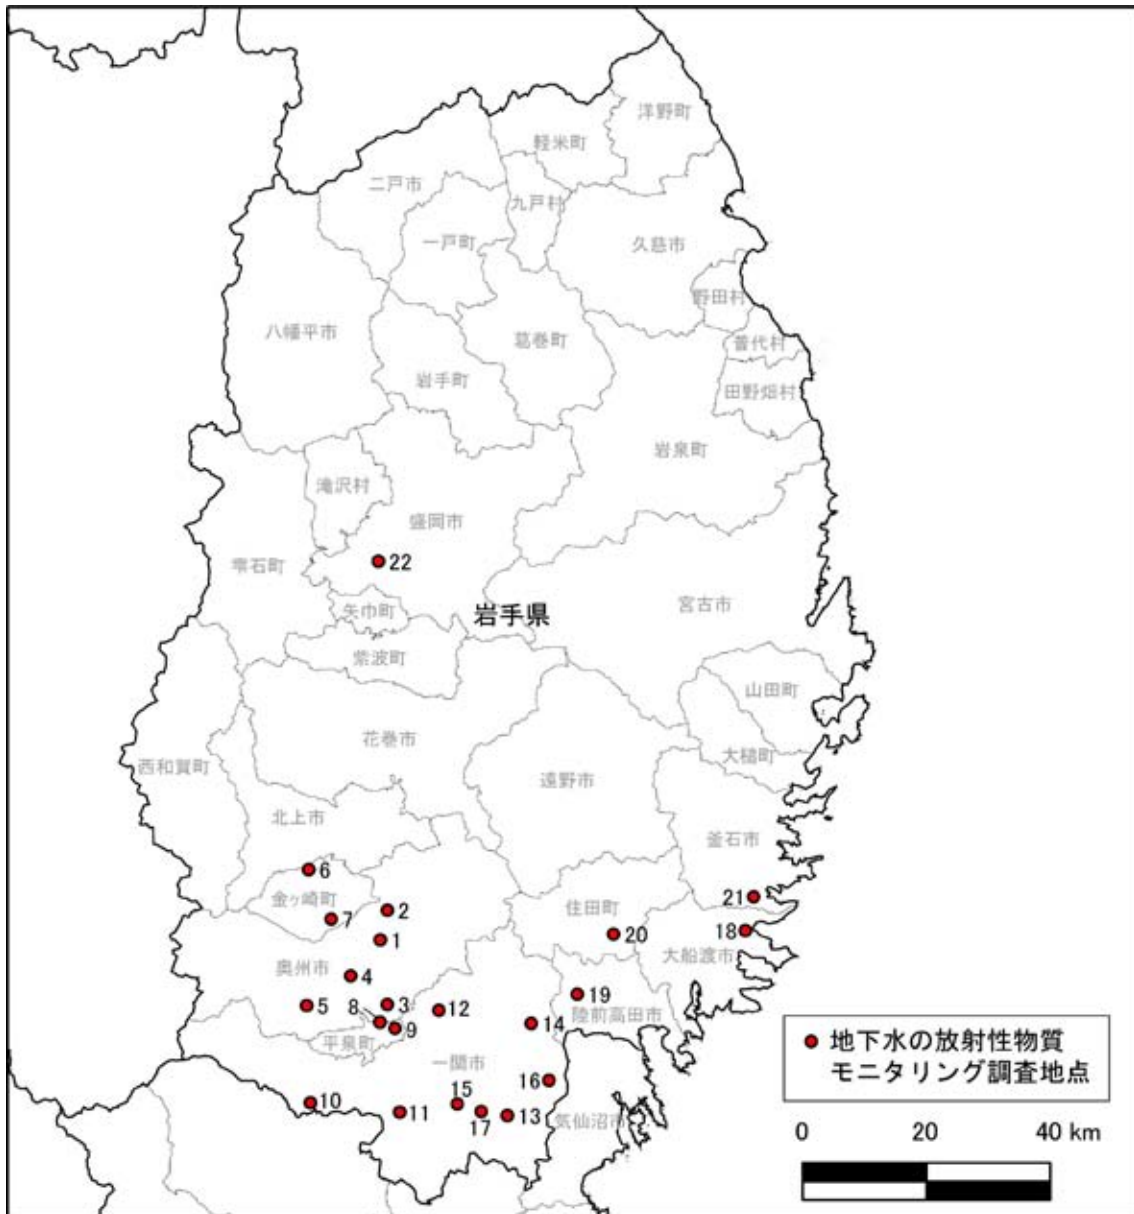 洋野町
軽米町
二戸市
九戸村
一戸町
久慈市
野田村
八幡平市
葛巻町
普代村
岩手町
田野畑村
岩泉町
滝沢村
盛岡市
雫石町
22
矢巾町
岩手県
宮古市
紫波町
山田町
花巻市
大槌町
西和賀町
遠野市
北上市
釜石市
6
金ヶ崎町
21
2
住田町
7
20
18
1
大船渡市
奥州市
4
19
5
8
3
12
陸前高田市
9
14
平泉町
一関市
16
10
15
11
17
13
気仙沼市
地下水の放射性物質
モニタリング調査地点
0 20 40 km